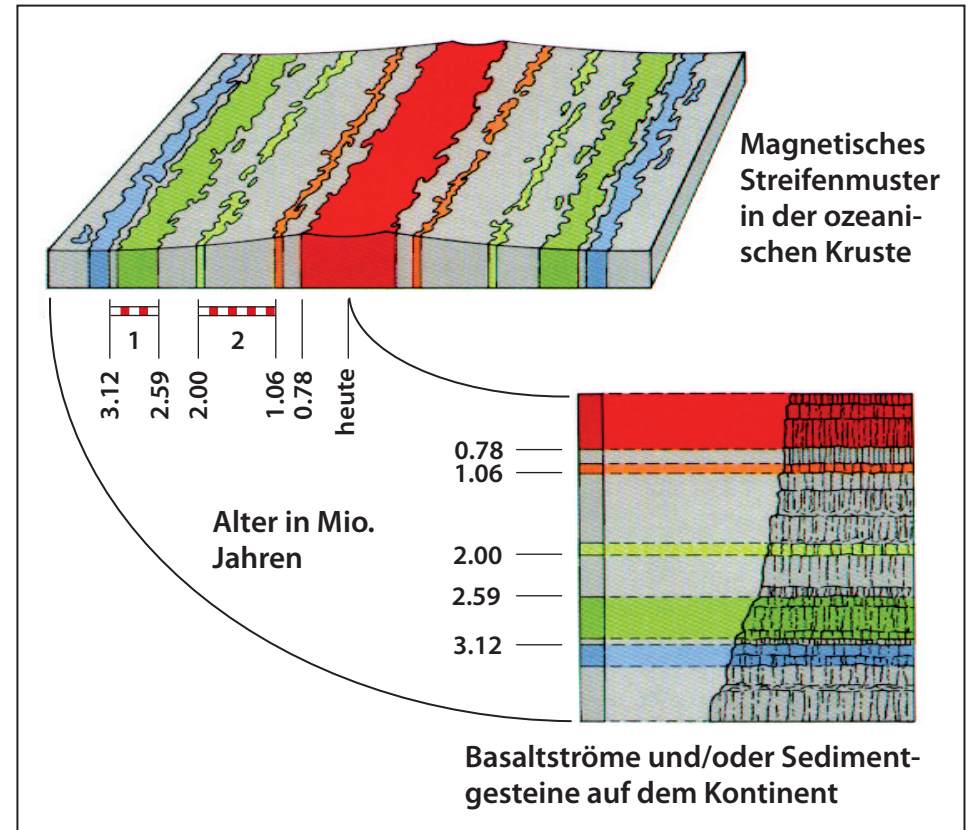 Magnetisches
Streifenmuster
in der ozeani-
schen Kruste
1
2
3.12
2.59
2.00
1.06
0.78
heute
Alter in Mio.
Jahren
0.78
1.06
2.00
2.59
3.12
Basaltströme und/oder Sediment-
gesteine auf dem Kontinent